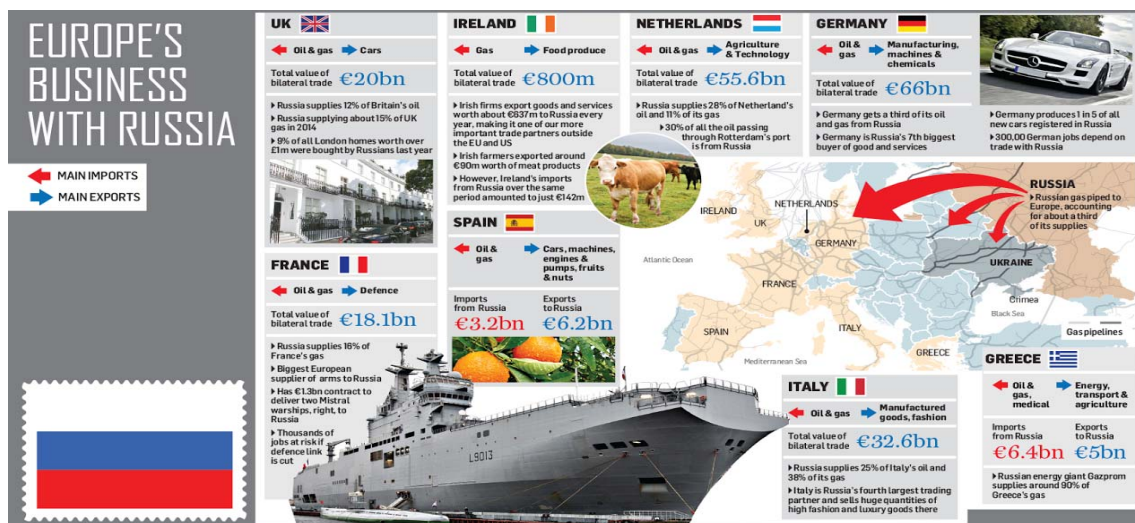 EUROPE'S
BUSINESS
WITH RUSSIA
MAIN IMPORTS
MAIN EXPORTS
UK
Oil & gas
Cars
Total value of
bilateral trade
€20bn
Russia supplies 12% of Britain's oil
Russia supplying about 15% of UK
gas in 2014
9% of all London homes worth over
£1m were bought by Russians last year
FRANCE
Oil & gas
Defence
Total value of
bilateral trade
€18.1bn
Russia supplies 16% of
France's gas
Biggest European
supplier of arms to Russia
Has €1.3bn contract to
deliver two Mistral
warships, right, to
Russia
Thousands of
jobs at risk if
defence link
is cut
IRELAND
Gas
Food produce
Total value of
bilateral trade
€800m
Irish firms export goods and services
worth about €637m to Russia every
year, making it one of our more
important trade partners outside
the EU and US
Irish farmers exported around
€90m worth of meat products
However, Ireland's imports
from Russia over the same
period amounted to just €142m
SPAIN
Oil &
gas
Cars, machines,
engines &
pumps, fruits
& nuts
Imports
from Russia
€3.2bn
Exports
to Russia
€6.2bn
L9013
NETHERLANDS
Oil & gas
Agriculture
& Technology
Total value of
bilateral trade
€55.6bn
Russia supplies 28% of Netherland's
oil and 11% of its gas
30% of all the oil passing
through Rotterdam's port
is from Russia
GERMANY
Oil &
gas
Manufacturing,
machines &
chemicals
Total value of
bilateral trade
€66bn
Germany gets a third of its oil
and gas from Russia
Germany is Russia's 7th biggest
buyer of good and services
Germany produces 1 in 5 of all
new cars registered in Russia
300,00 German jobs depend on
trade with Russia
RUSSIA
Russian gas piped to
Europe, accounting
for about a third
of its supplies
IRELAND
UK
NETHERLANDS
GERMANY
UKRAINE
Atlantic Ocean
FRANCE
Crimea
Black Sea
SPAIN
ITALY
GREECE
Mediterranean Sea
Gas pipelines
ITALY
Oil & gas
Manufactured
goods, fashion
Total value of
bilateral trade
€32.6bn
Russia supplies 25% of Italy's oil and
38% of its gas
Italy is Russia's fourth largest trading
partner and sells huge quantities of
high fashion and luxury goods there
GREECE
Oil &
gas,
medical
Energy,
transport &
agriculture
Imports
from Russia
€6.4bn
Exports
to Russia
€5bn
Russian energy giant Gazprom
supplies around 90% of
Greece's gas